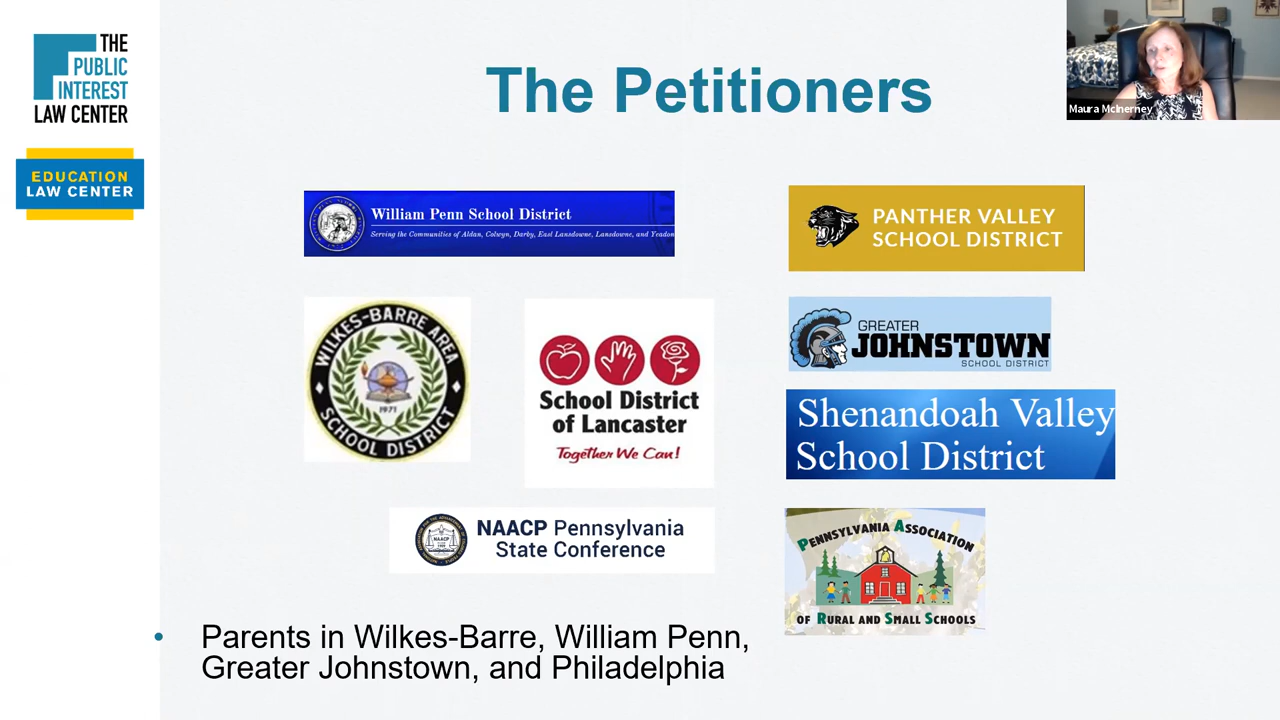 THE
PUBLIC
INTEREST
LAW CENTER
EDUCATION
LAW CENTER
The Petitioners
Maura McInerney
William Penn School District
Serving the Communities of Aldan, Colwyn, Darby, East Lansdowne, Lansdowne, and Yeadon
PANTHER VALLEY
SCHOOL DISTRICT
WILKES-BARRE AREA
1971
SCHOOL DISTRICT
School District
of Lancaster
Together We Can!
GREATER
JOHNSTOWN
SCHOOL DISTRICT
Shenandoah Valley
School District
NAACP
NAACP Pennsylvania
State Conference
PENNSYLVANIA ASSOCIATION
OF RURAL AND SMALL SCHOOLS
• Parents in Wilkes-Barre, William Penn,
Greater Johnstown, and Philadelphia